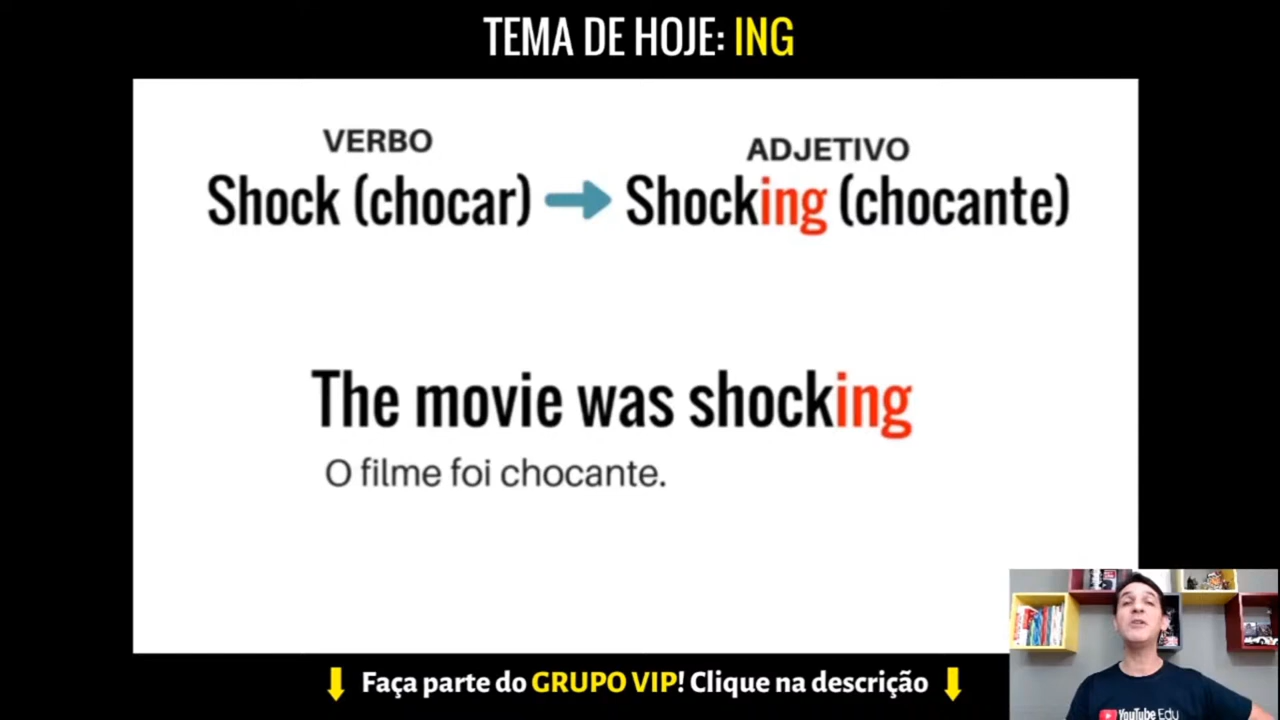 TEMA DE HOJE: ING
VERBO
ADJETIVO
Shock (chocar)
Shocking (chocante)
The movie was shocking
O filme foi chocante.
Faça parte do GRUPO VIP! Clique na descrição
YouTube Edu